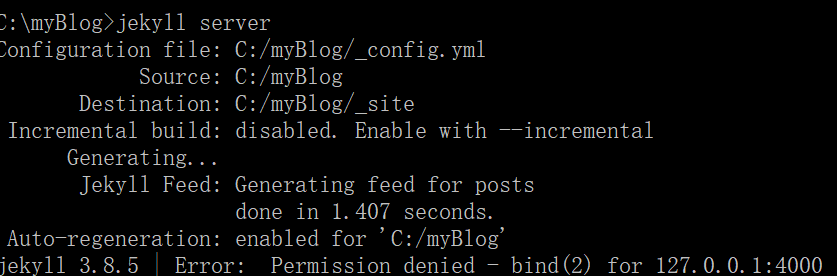 C:\myBlog>jekyll server
Configuration file: C:/myBlog/_config.yml
Source: C:/myBlog
Destination: C:/myBlog/_site
Incremental build: disabled. Enable with --incremental
Generating...
Jekyll Feed: Generating feed for posts
done in 1.407 seconds.
Auto-regeneration: enabled for 'C:/myBlog'
jekyll 3.8.5 | Error:  Permission denied - bind(2) for 127.0.0.1:4000